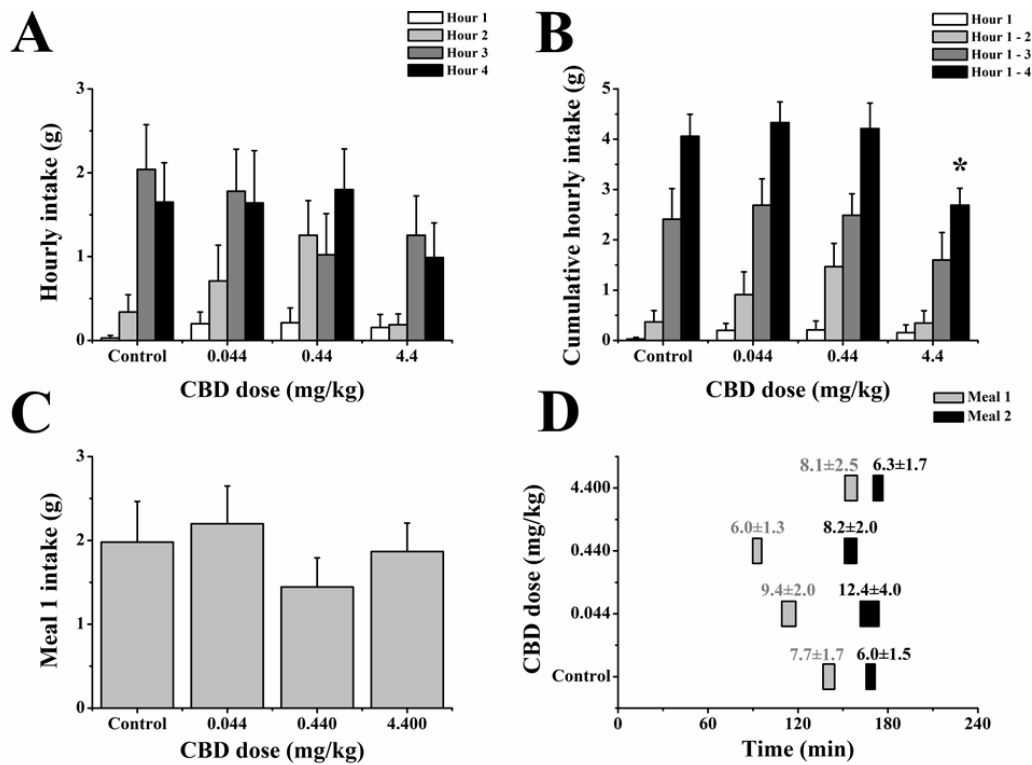 A
Hour 1
Hour 2
Hour 3
Hour 4
Hourly intake (g)
3
2
1
0
Control
0.044
0.44
4.4
CBD dose (mg/kg)
B
Hour 1
Hour 1 - 2
Hour 1 - 3
Hour 1 - 4
Cumulative hourly intake (g)
5
4
3
2
1
0
*
Control
0.044
0.44
4.4
CBD dose (mg/kg)
C
Meal 1 intake (g)
3
2
1
0
Control
0.044
0.440
4.400
CBD dose (mg/kg)
D
Meal 1
Meal 2
CBD dose (mg/kg)
4.400
8.1±2.5
6.3±1.7
0.440
6.0±1.3
8.2±2.0
0.044
9.4±2.0
12.4±4.0
Control
7.7±1.7
6.0±1.5
0
60
120
180
240
Time (min)